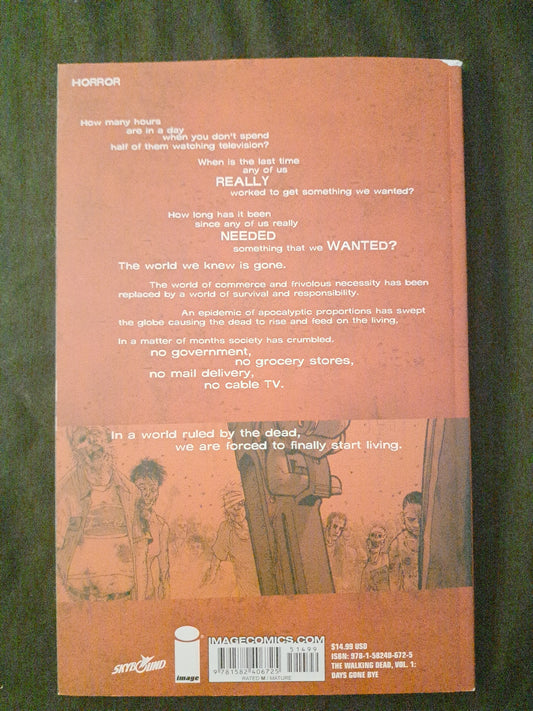 HORROR
How many hours
are in a day
when you don't spend
half of them watching television?
When is the last time
any of us
REALLY
worked to get something we wanted?
How long has it been
since any of us really
NEEDED
something that we WANTED?
The world we knew is gone.
The world of commerce and frivolous necessity has been
replaced by a world of survival and responsibility.
An epidemic of apocalyptic proportions has swept
the globe causing the dead to rise and feed on the living.
In a matter of months society has crumbled.
no government,
no grocery stores,
no mail delivery,
no cable TV.
In a world ruled by the dead,
we are forced to finally start living.
SKYBOUND
image
IMAGECOMICS.COM
51499
9 781582 406725
RATED M / MATURE
$14.99 USD
ISBN: 978-1-58240-672-5
THE WALKING DEAD, VOL. 1:
DAYS GONE BYE